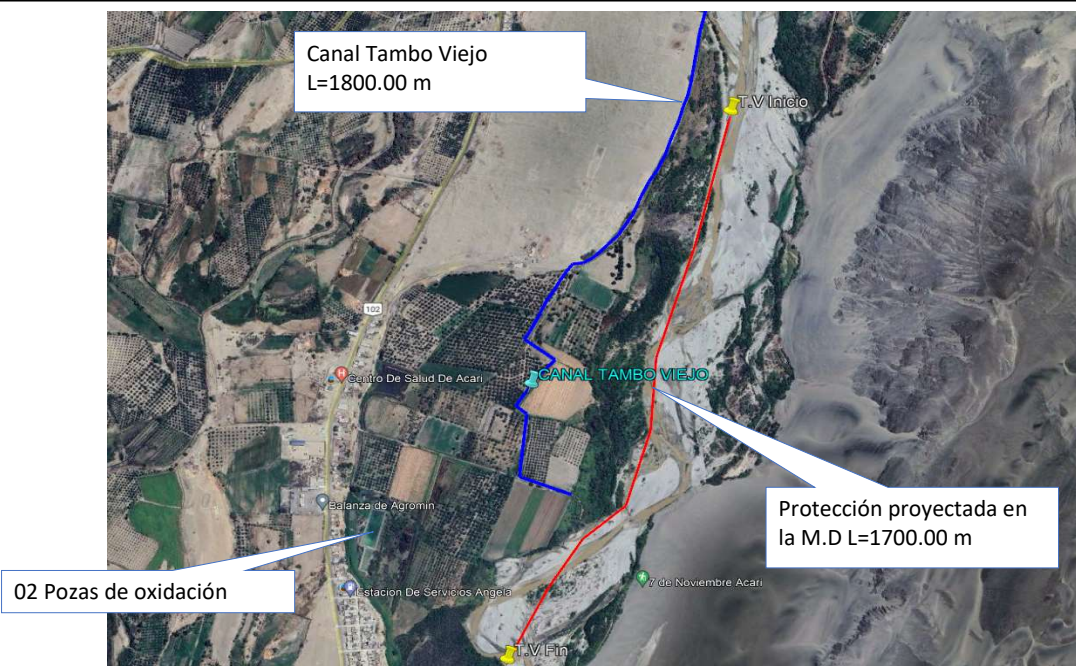 Canal Tambo Viejo
L=1800.00 m
T.V Inicio
102
Centro De Salud De Acari
CANAL TAMBO VIEJO
Balanza de Agromin
Protección proyectada en
la M.D L=1700.00 m
02 Pozas de oxidación
Estacion De Servicios Angela
7 de Noviembre Acari
T.V Fin